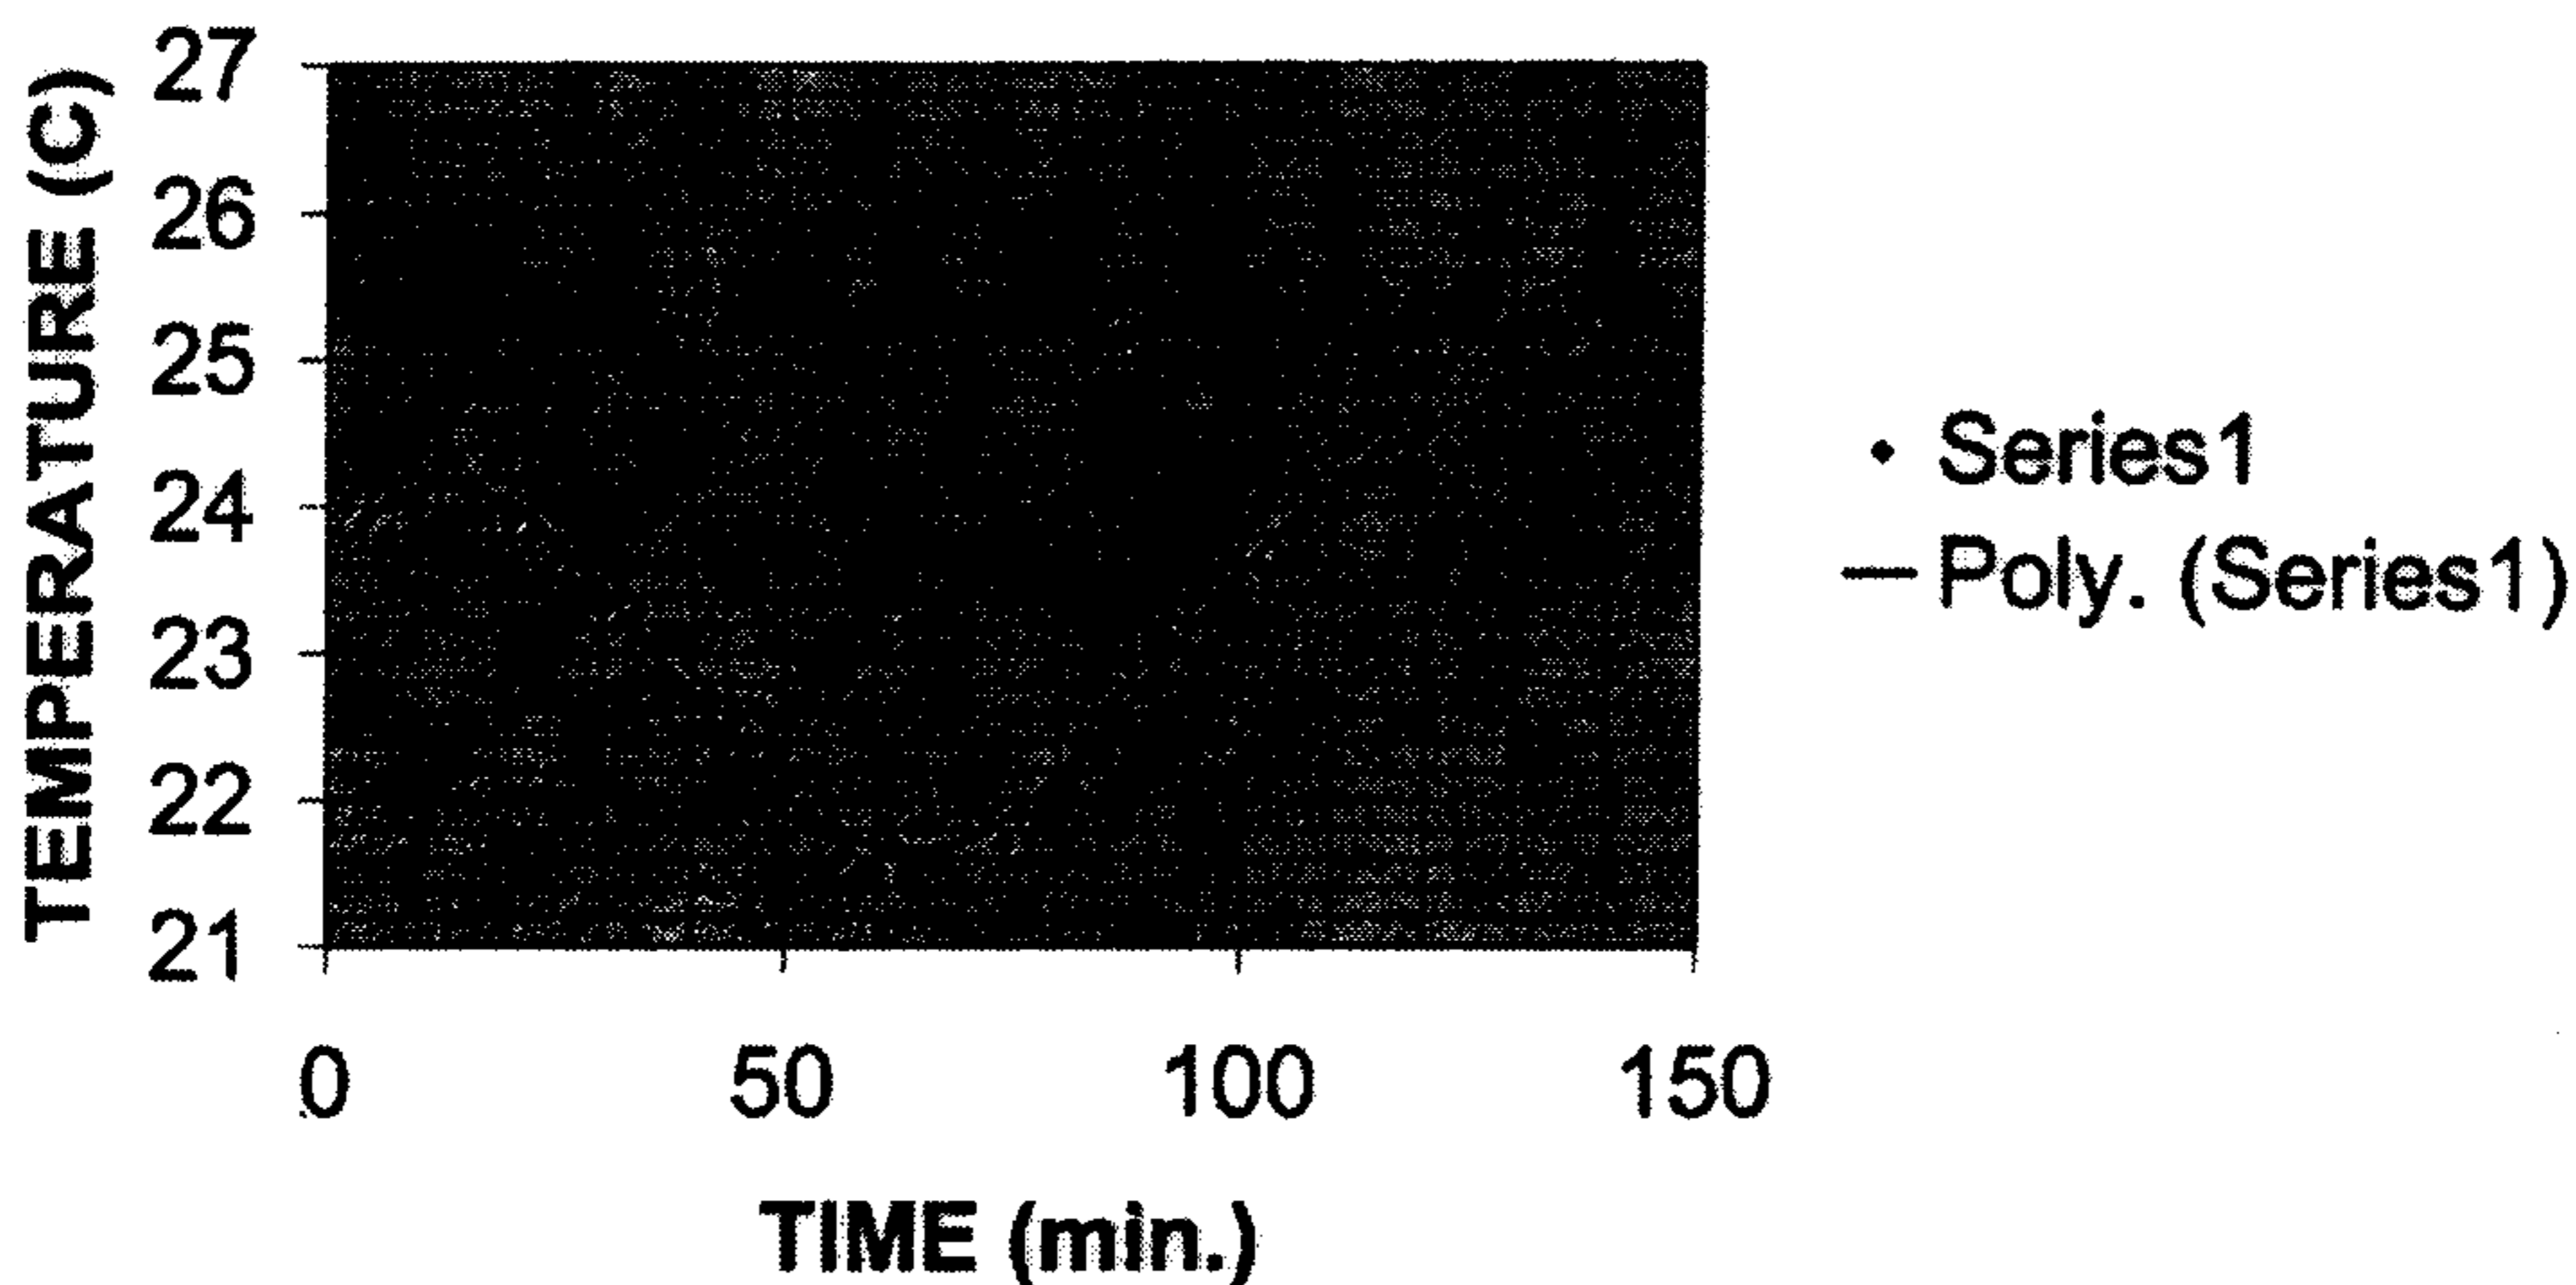 TEMPERATURE (C)
27
26
25
24
23
22
21
0 50 100 150
TIME (min.)
Series1
Poly. (Series1)